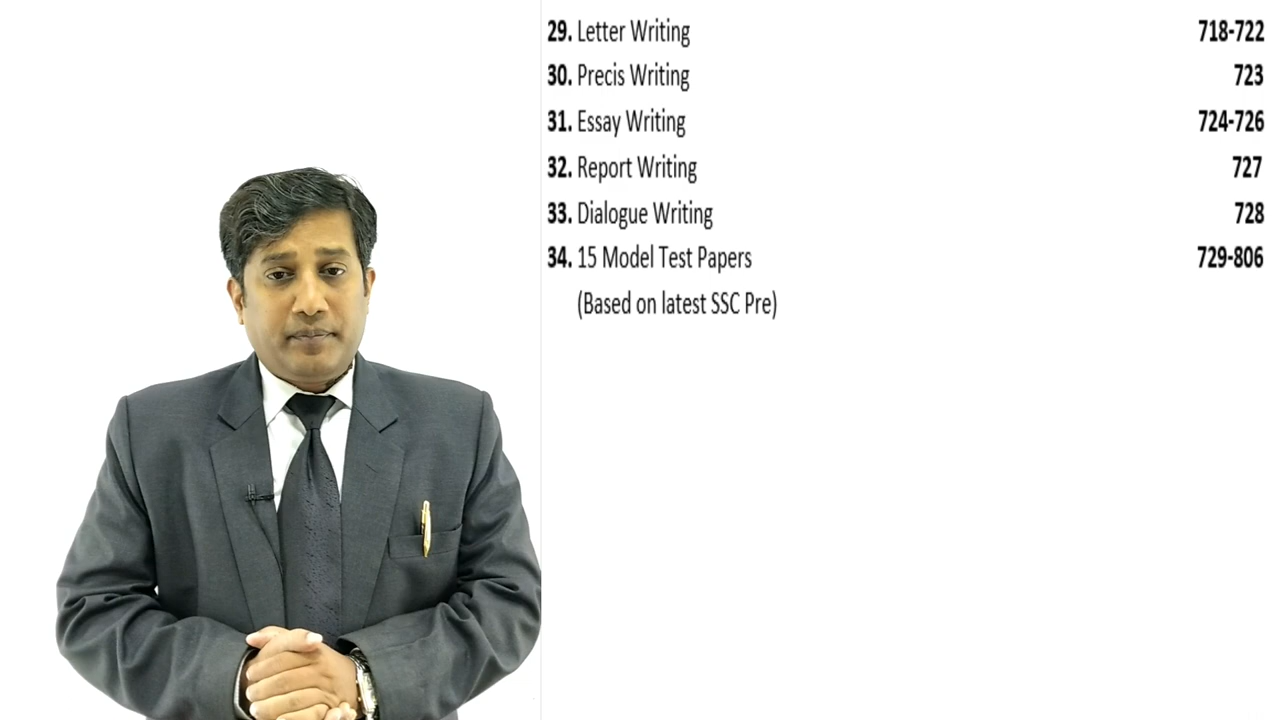 29. Letter Writing 718-722
30. Precis Writing 723
31. Essay Writing 724-726
32. Report Writing 727
33. Dialogue Writing 728
34. 15 Model Test Papers 729-806
(Based on latest SSC Pre)